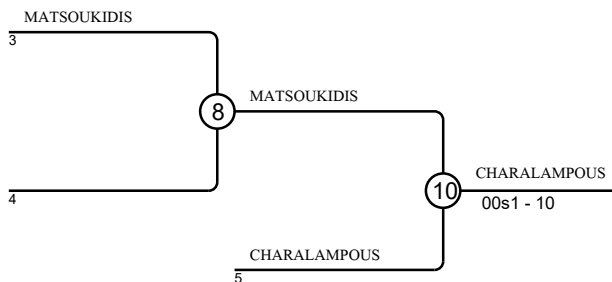 MATSOUKIDIS
3
8
MATSOUKIDIS
4
10
CHARALAMPOUS
00s1 - 10
CHARALAMPOUS
5